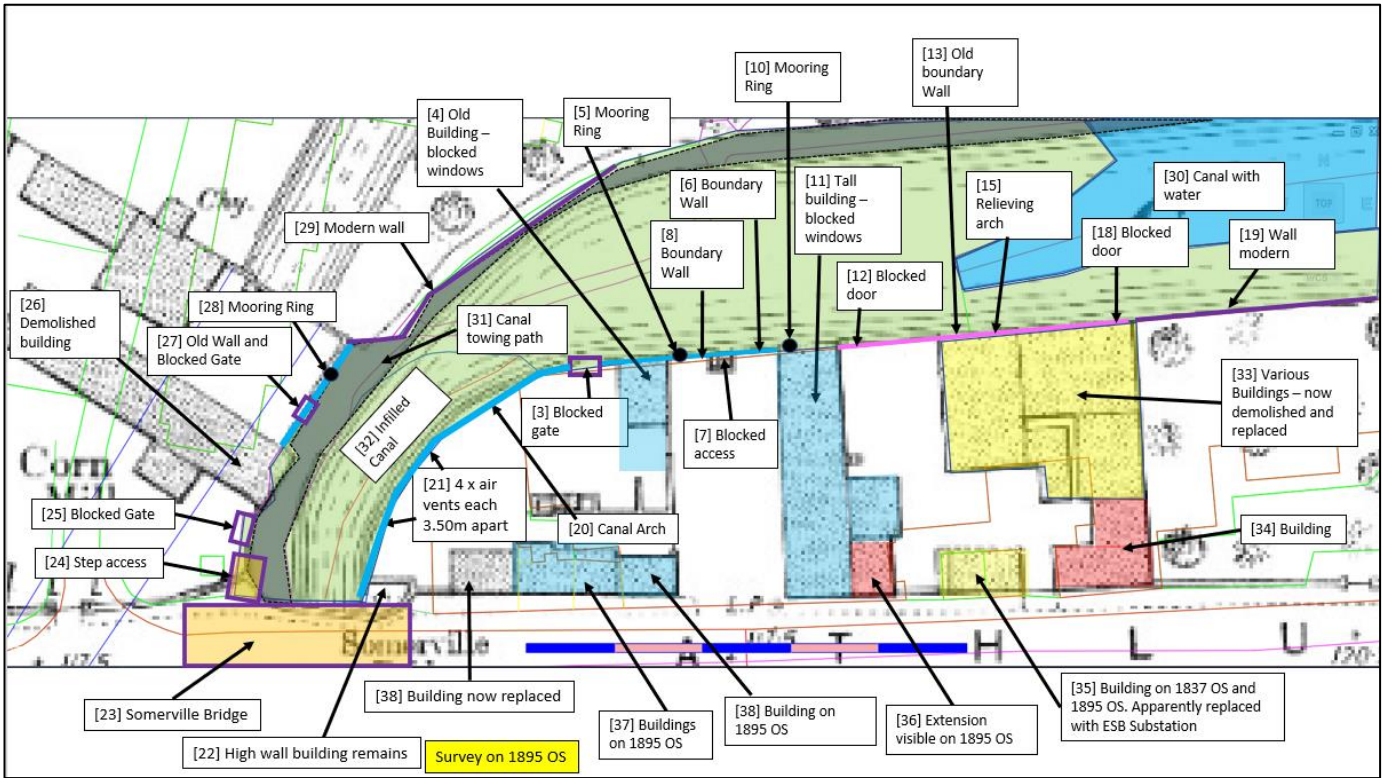 [13] Old
boundary
Wall
[10] Mooring
Ring
[4] Old
Building –
blocked
windows
[5] Mooring
Ring
[6] Boundary
Wall
[11] Tall
building –
blocked
windows
[15]
Relieving
arch
[30] Canal with
water
TOP
[29] Modern wall
[8]
Boundary
Wall
[18] Blocked
door
[19] Wall
modern
[12] Blocked
door
[26]
Demolished
building
[28] Mooring Ring
[27] Old Wall and
Blocked Gate
[31] Canal
towing path
[32] Infilled
Canal
[3] Blocked
gate
[7] Blocked
access
[33] Various
Buildings – now
demolished and
replaced
Corn
[21] 4 x air
vents each
3.50m apart
[20] Canal Arch
[25] Blocked Gate
[34] Building
[24] Step access
Somerville
A T H L U
[23] Somerville Bridge
[38] Building now replaced
[37] Buildings
on 1895 OS
[38] Building on
1895 OS
[36] Extension
visible on 1895 OS
[35] Building on 1837 OS and
1895 OS. Apparently replaced
with ESB Substation
[22] High wall building remains
Survey on 1895 OS